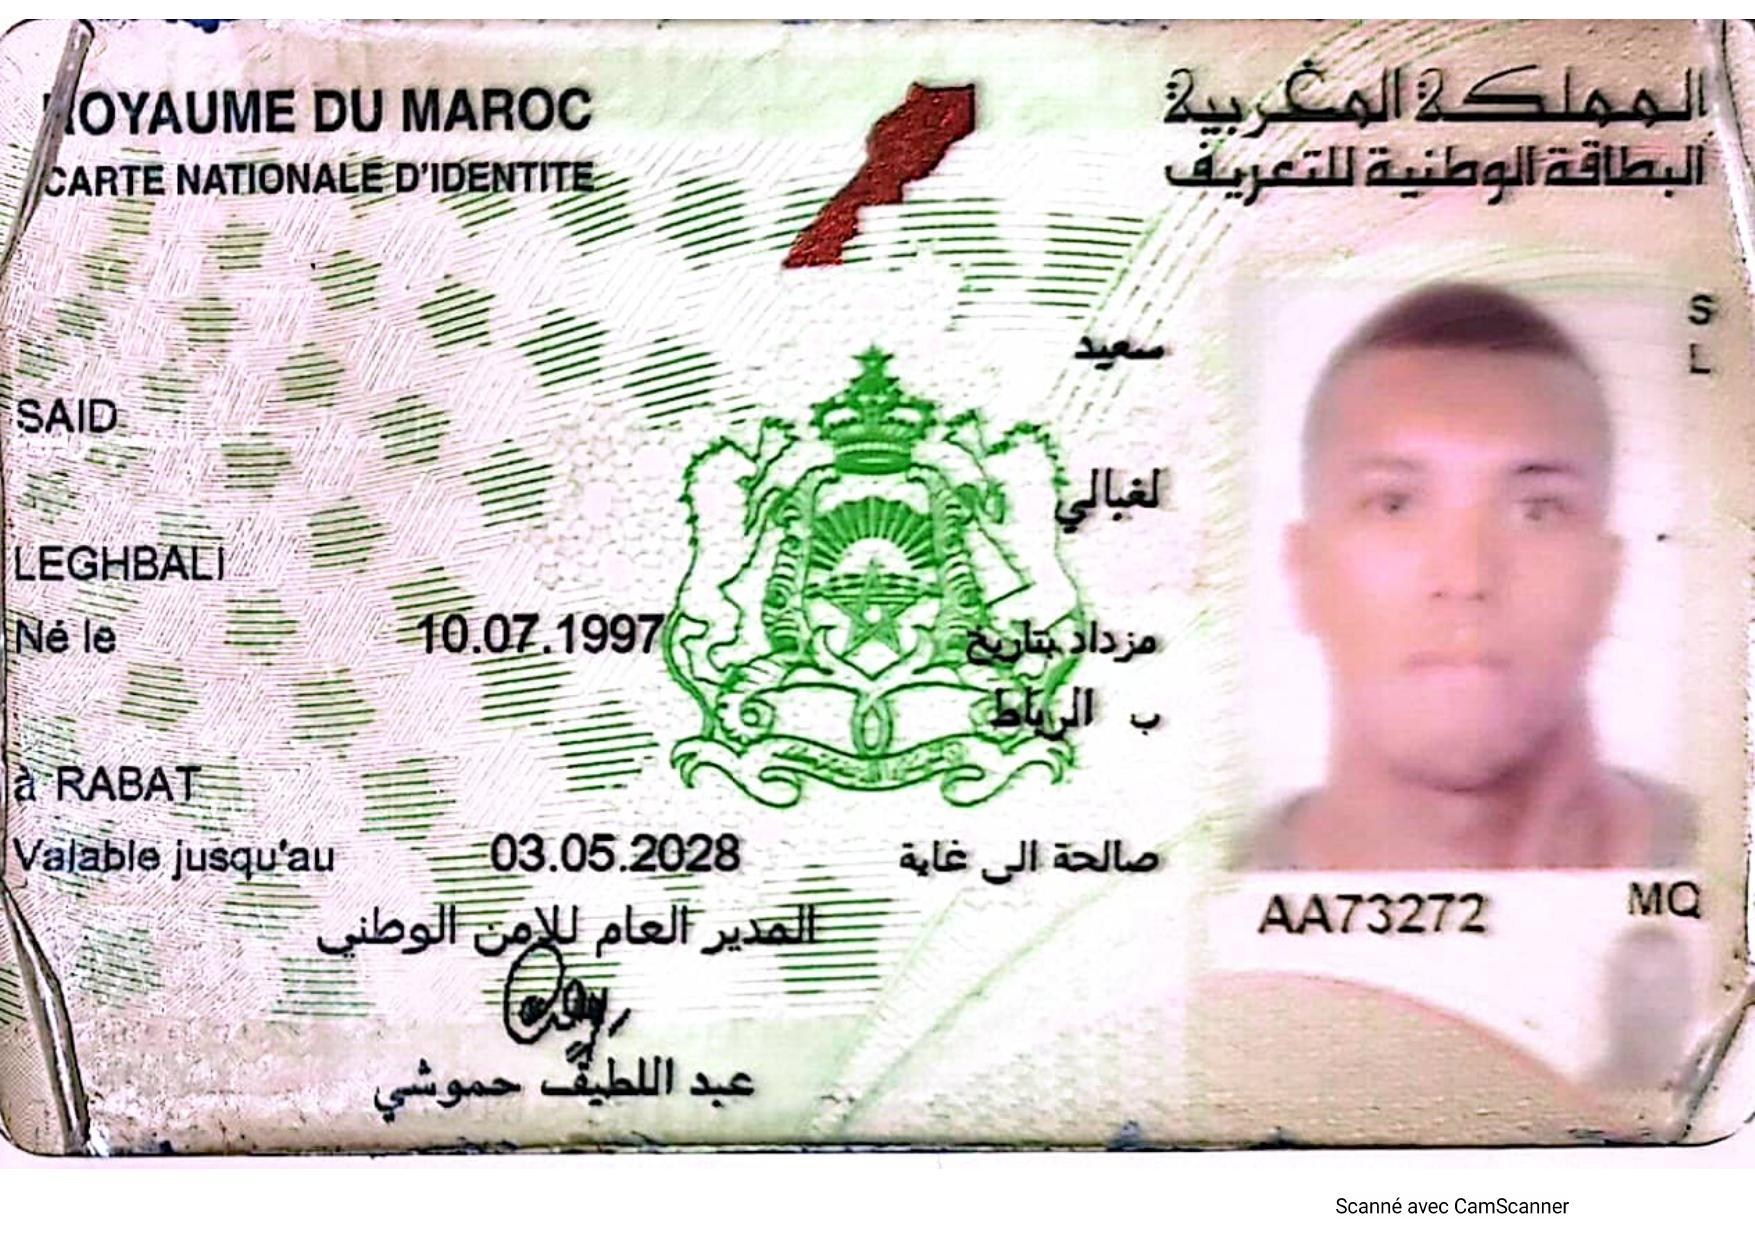 ROYAUME DU MAROC
المملكة المغربية
CARTE NATIONALE D'IDENTITE
البطاقة الوطنية للتعريف
S
L
سعيد
SAID
لغبالي
LEGHBALI
Né le 10.07.1997 مزداد بتاريخ
ب الرباط
à RABAT
Valable jusqu'au 03.05.2028 صالحة الى غاية
AA73272 MQ
المدير العام للامن الوطني
عبد اللطيف حموشي
Scanné avec CamScanner